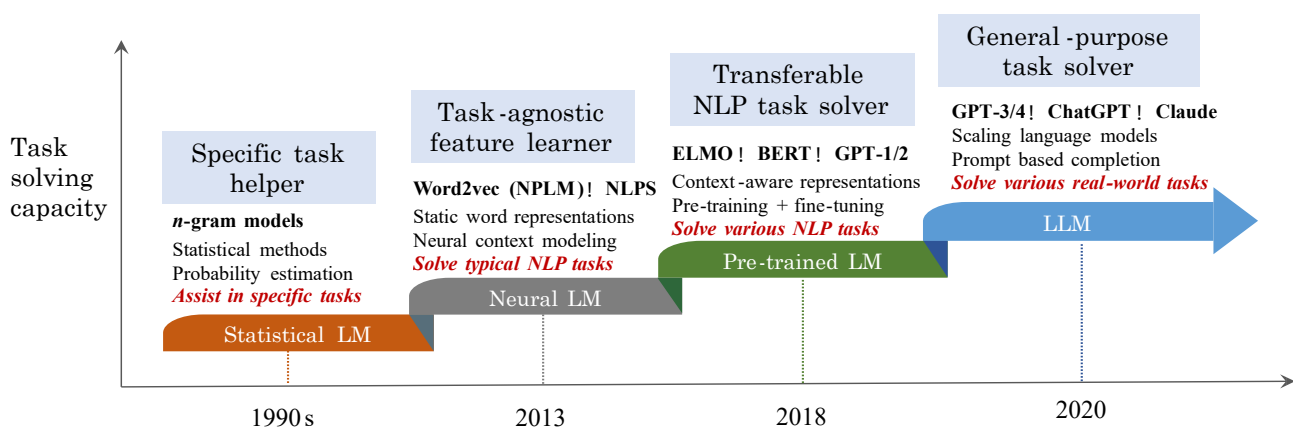 General-purpose
task solver
GPT-3/4！ ChatGPT！ Claude
Scaling language models
Prompt based completion
Solve various real-world tasks
LLM
2020
Transferable
NLP task solver
ELMO！ BERT！ GPT-1/2
Context-aware representations
Pre-training + fine-tuning
Solve various NLP tasks
Pre-trained LM
2018
Task-agnostic
feature learner
Word2vec (NPLM)！ NLPS
Static word representations
Neural context modeling
Solve typical NLP tasks
Neural LM
2013
Specific task
helper
n-gram models
Statistical methods
Probability estimation
Assist in specific tasks
Statistical LM
1990s
Task
solving
capacity